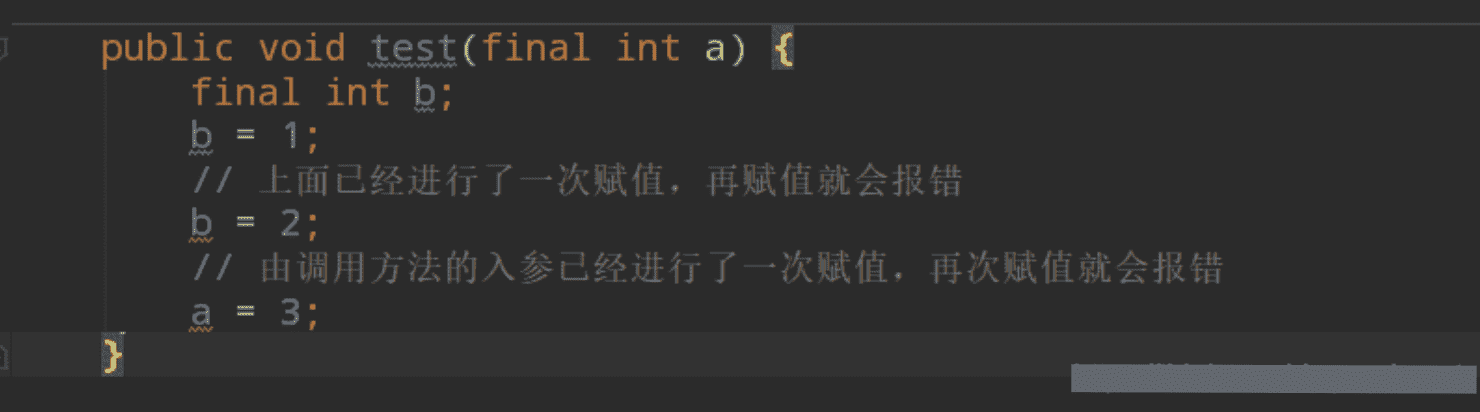 public void test(final int a) {
final int b;
b = 1;
// 上面已经进行了一次赋值，再赋值就会报错
b = 2;
// 由调用方法的入参已经进行了一次赋值，再次赋值就会报错
a = 3;
}